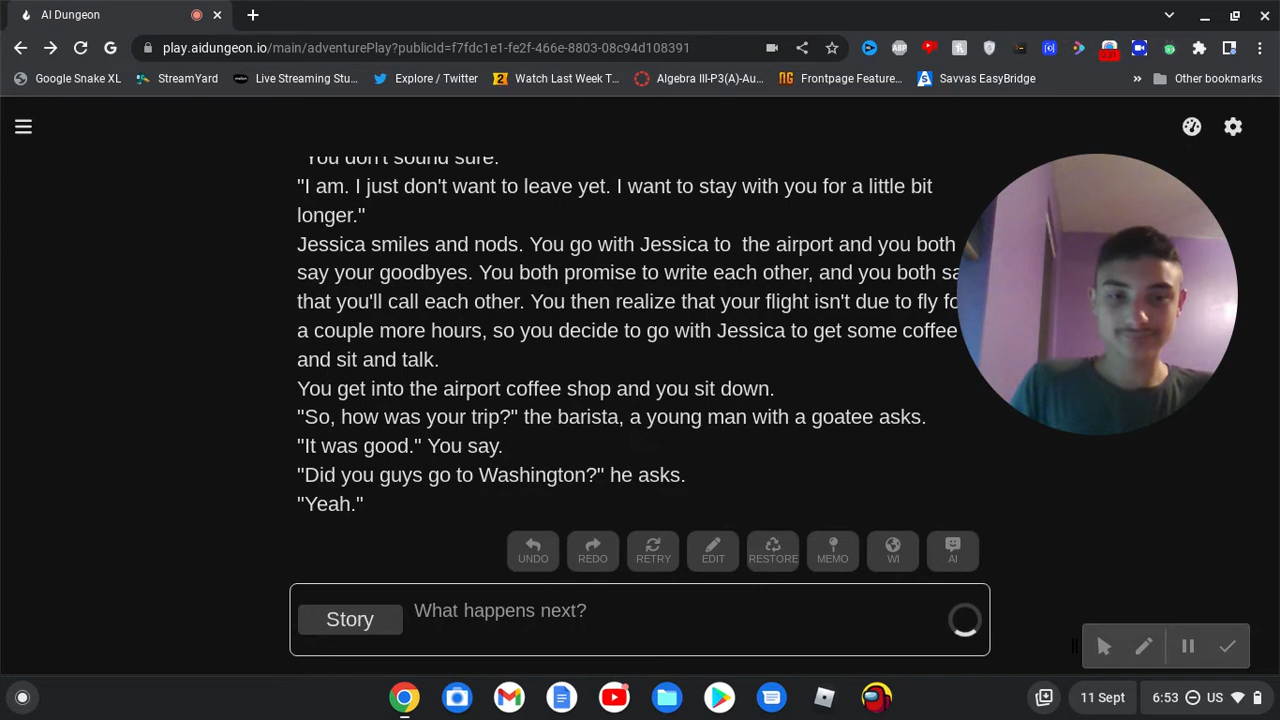 AI Dungeon
play.aidungeon.io/main/adventurePlay?publicId=f7dfc1e1-fe2f-466e-8803-08c94d108391
ABP
Google Snake XL
StreamYard
Live Streaming Stu...
Explore / Twitter
Watch Last Week T...
Algebra III-P3(A)-Au...
Frontpage Feature...
Savvas EasyBridge
»
Other bookmarks
"You don't sound sure.
"I am. I just don't want to leave yet. I want to stay with you for a little bit
longer."
Jessica smiles and nods. You go with Jessica to  the airport and you both
say your goodbyes. You both promise to write each other, and you both sa
that you'll call each other. You then realize that your flight isn't due to fly fo
a couple more hours, so you decide to go with Jessica to get some coffee
and sit and talk.
You get into the airport coffee shop and you sit down.
"So, how was your trip?" the barista, a young man with a goatee asks.
"It was good." You say.
"Did you guys go to Washington?" he asks.
"Yeah."
UNDO REDO RETRY EDIT RESTORE MEMO WI AI
Story What happens next?
11 Sept 6:53 US